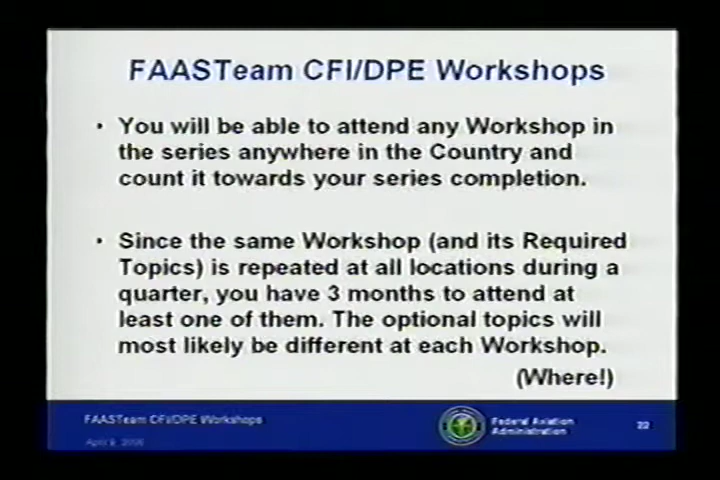 FAASTeam CFI/DPE Workshops
• You will be able to attend any Workshop in
the series anywhere in the Country and
count it towards your series completion.
• Since the same Workshop (and its Required
Topics) is repeated at all locations during a
quarter, you have 3 months to attend at
least one of them. The optional topics will
most likely be different at each Workshop.
(Where!)
FAASTeam CFI/DPE Workshops
Federal Aviation
Administration
22
April